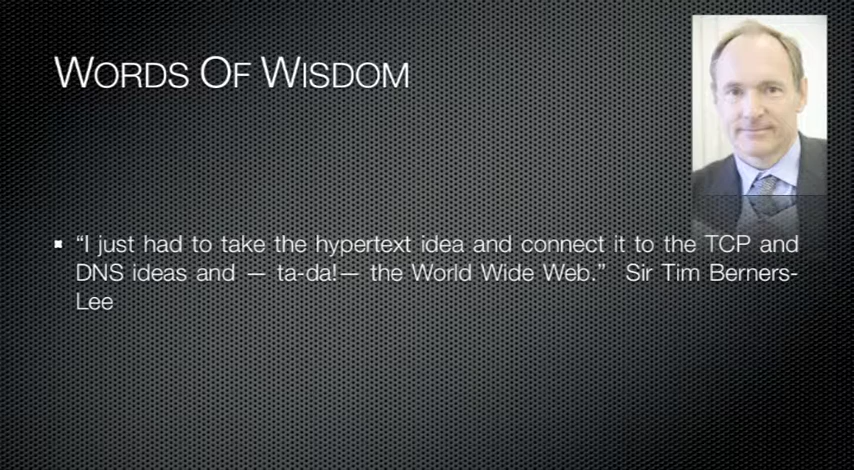 WORDS OF WISDOM
“I just had to take the hypertext idea and connect it to the TCP and
DNS ideas and — ta-da!— the World Wide Web.” Sir Tim Berners-
Lee